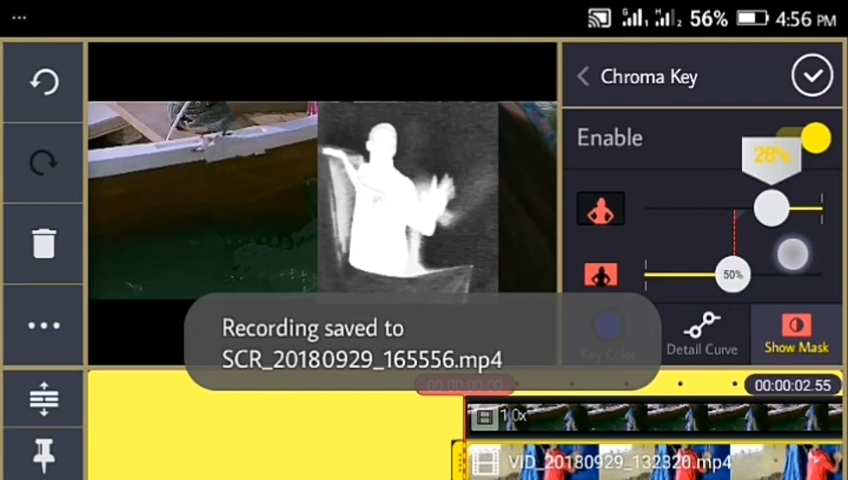 56% 4:56 PM
Chroma Key
Enable
28%
50%
Recording saved to
SCR_20180929_165556.mp4
Key Color
Detail Curve
Show Mask
00:00:00.00
00:00:02.55
1.0x
VID_20180929_132320.mp4